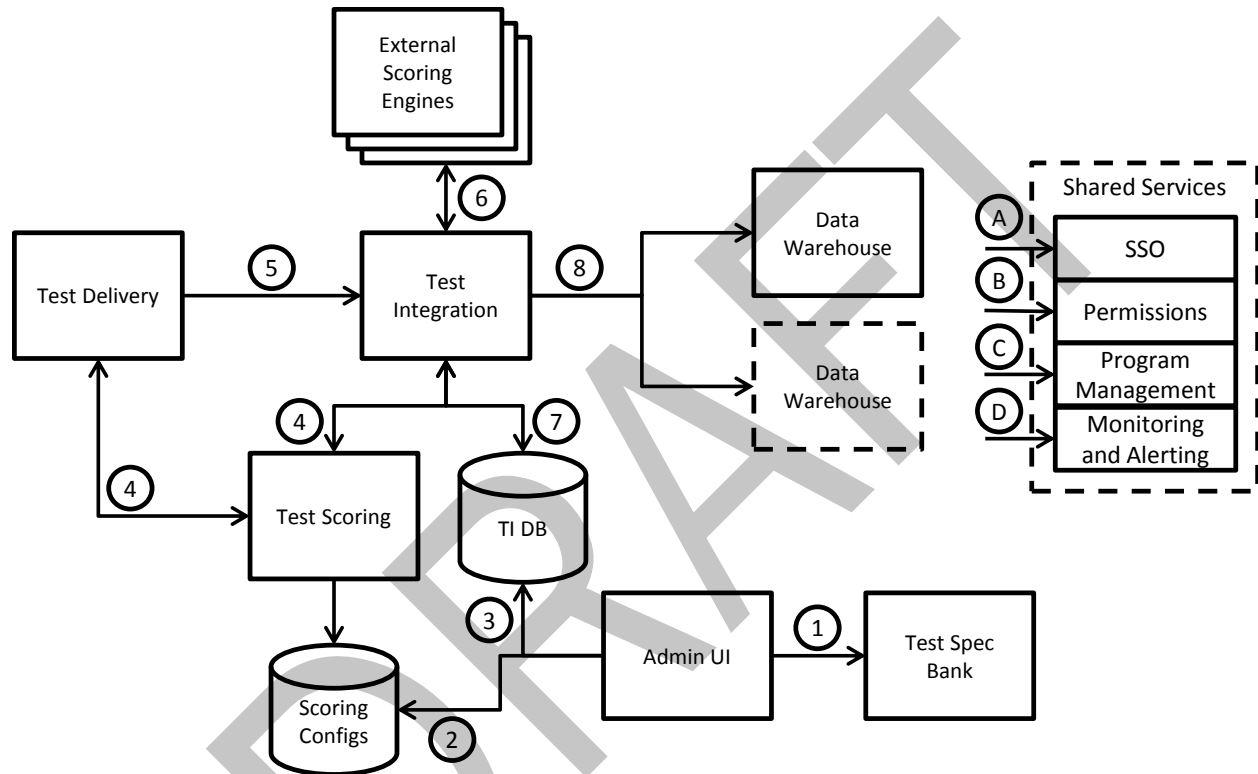 External
Scoring
Engines
6
Test Delivery
5
Test
Integration
8
Data
Warehouse
Data
Warehouse
Shared Services
A
SSO
B
Permissions
C
Program
Management
D
Monitoring
and Alerting
4
7
4
Test Scoring
TI DB
3
Admin UI
1
Test Spec
Bank
Scoring
Configs
2
DRAFT